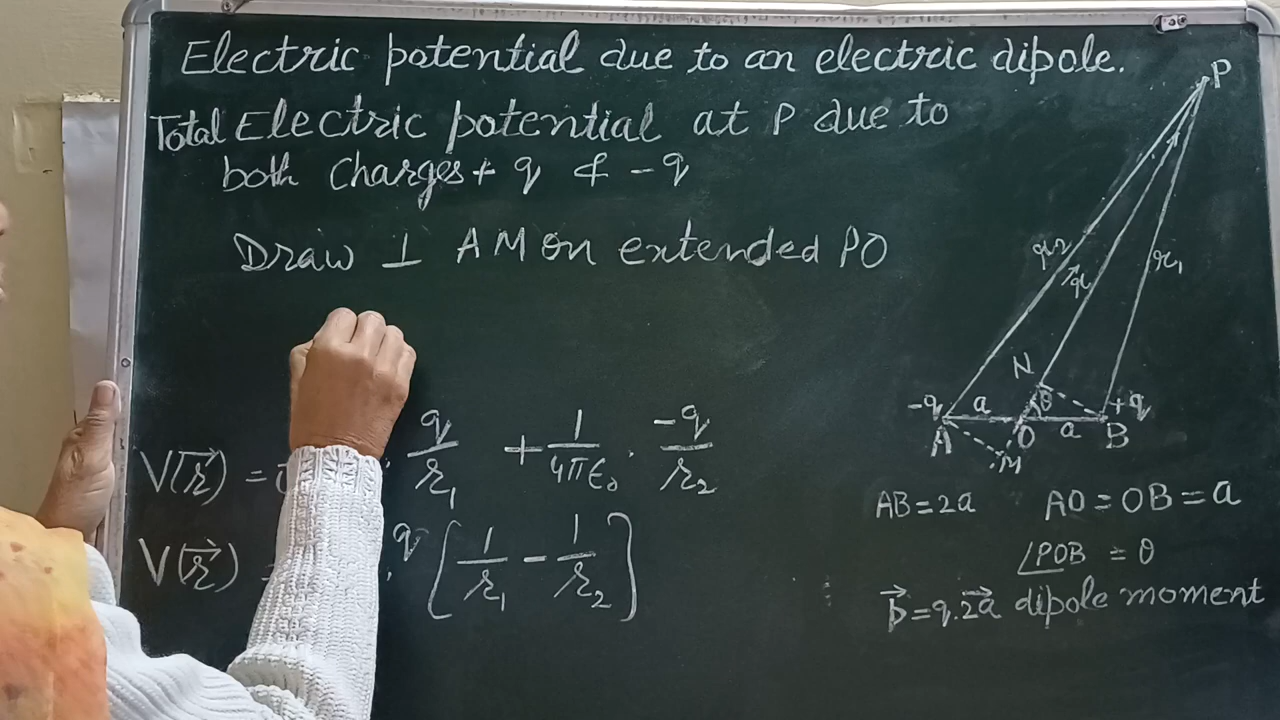 Electric potential due to an electric dipole.
Total Electric potential at P due to
both Charges + q & -q
Draw ⊥ AM on extended PO
V(r⃗) = q/r₁ + 1/4πε₀ · -q/r₂
V(r⃗) = · q [1/r₁ - 1/r₂]
P
r₂
r⃗
r₁
N
-q
a
θ
+q
A
O
a
B
M
AB = 2a AO = OB = a
∠POB = θ
p⃗ = q.2a⃗ dipole moment